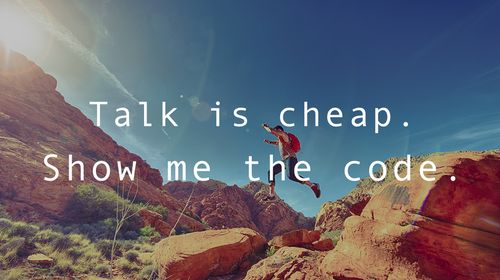 Talk is cheap.
Show me the code.